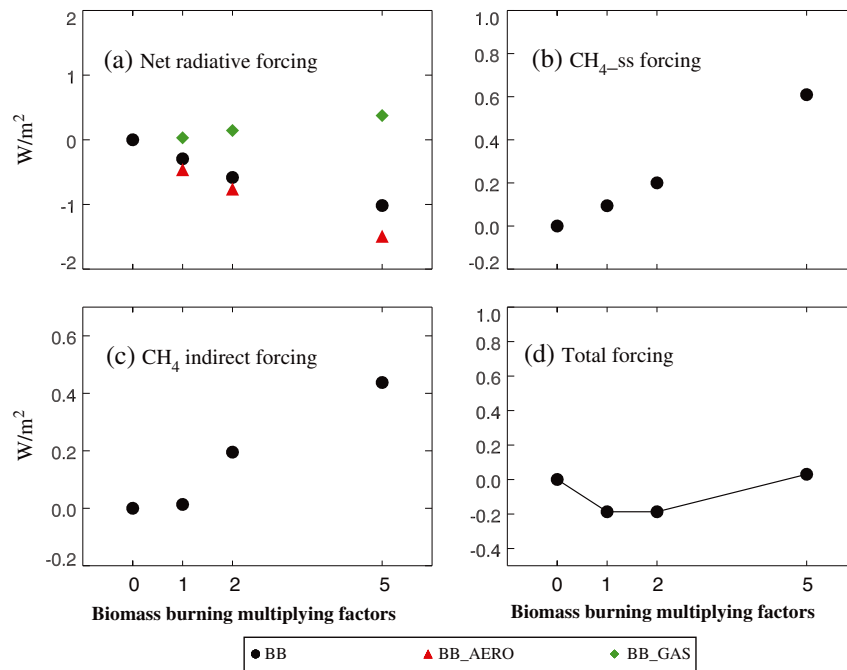 (a) Net radiative forcing
W/m²
2
1
0
-1
-2
(b) CH₄_ss forcing
1.0
0.8
0.6
0.4
0.2
0.0
-0.2
(c) CH₄ indirect forcing
W/m²
0.6
0.4
0.2
0.0
-0.2
0 1 2 5
Biomass burning multiplying factors
(d) Total forcing
1.0
0.8
0.6
0.4
0.2
0.0
-0.2
-0.4
0 1 2 5
Biomass burning multiplying factors
BB BB_AERO BB_GAS